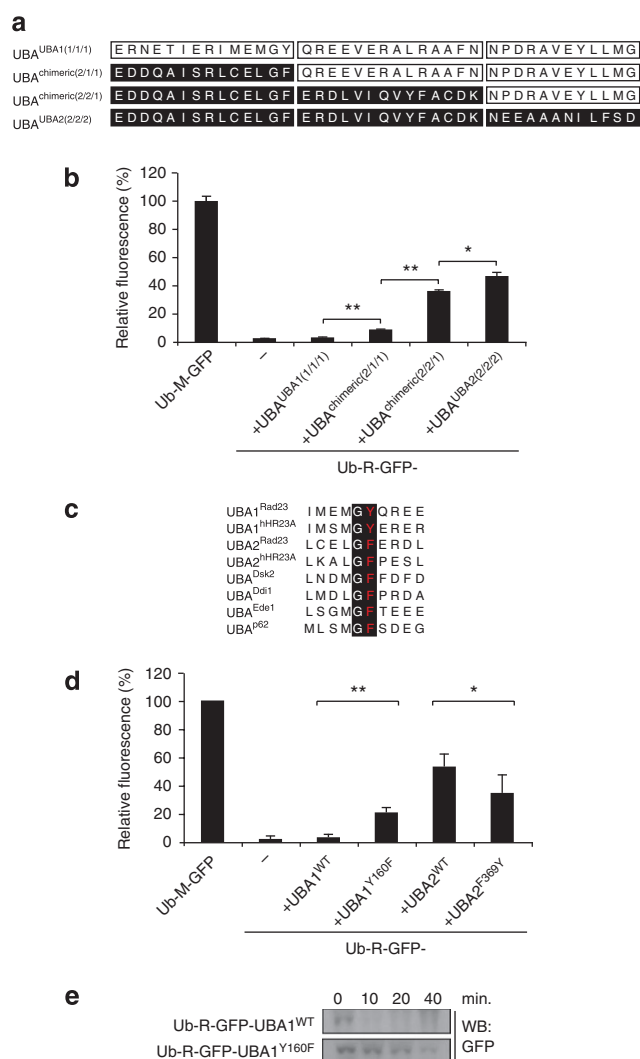 a
UBA^UBA1(1/1/1) ERNETIERIMEMGY QREEVERALRAAFN NPDRAVEYLLMG
UBA^chimeric(2/1/1) EDDQAISRLCELGF QREEVERALRAAFN NPDRAVEYLLMG
UBA^chimeric(2/2/1) EDDQAISRLCELGF ERDLVIQVYFACDK NPDRAVEYLLMG
UBA^UBA2(2/2/2) EDDQAISRLCELGF ERDLVIQVYFACDK NEEAAANILFSD
b
Relative fluorescence (%)
120
100
80
60
40
20
0
** ** *
Ub-M-GFP
–
+UBA^UBA1(1/1/1)
+UBA^chimeric(2/1/1)
+UBA^chimeric(2/2/1)
+UBA^UBA2(2/2/2)
Ub-R-GFP-
c
UBA1^Rad23 IMEMGYQREE
UBA1^hHR23A IMSMGYERER
UBA2^Rad23 LCELGFERDL
UBA2^hHR23A LKALGFPESL
UBA^Dsk2 LNDMGFFDFD
UBA^Ddi1 LMDLGFPRDA
UBA^Ede1 LSGMGFTEEE
UBA^p62 MLSMGFSDEG
d
Relative fluorescence (%)
120
100
80
60
40
20
0
** *
Ub-M-GFP
–
+UBA1^WT
+UBA1^Y160F
+UBA2^WT
+UBA2^F369Y
Ub-R-GFP-
e
0 10 20 40 min.
Ub-R-GFP-UBA1^WT
Ub-R-GFP-UBA1^Y160F
WB:
GFP